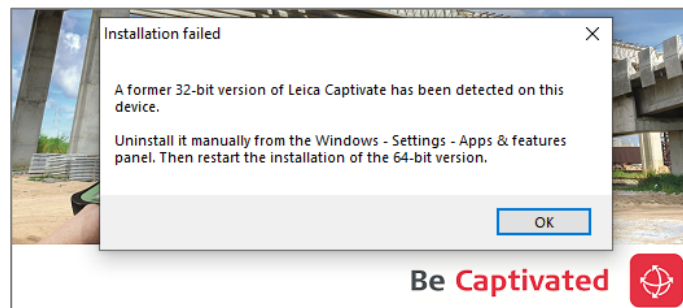 Installation failed
A former 32-bit version of Leica Captivate has been detected on this
device.
Uninstall it manually from the Windows - Settings - Apps & features
panel. Then restart the installation of the 64-bit version.
OK
Be Captivated